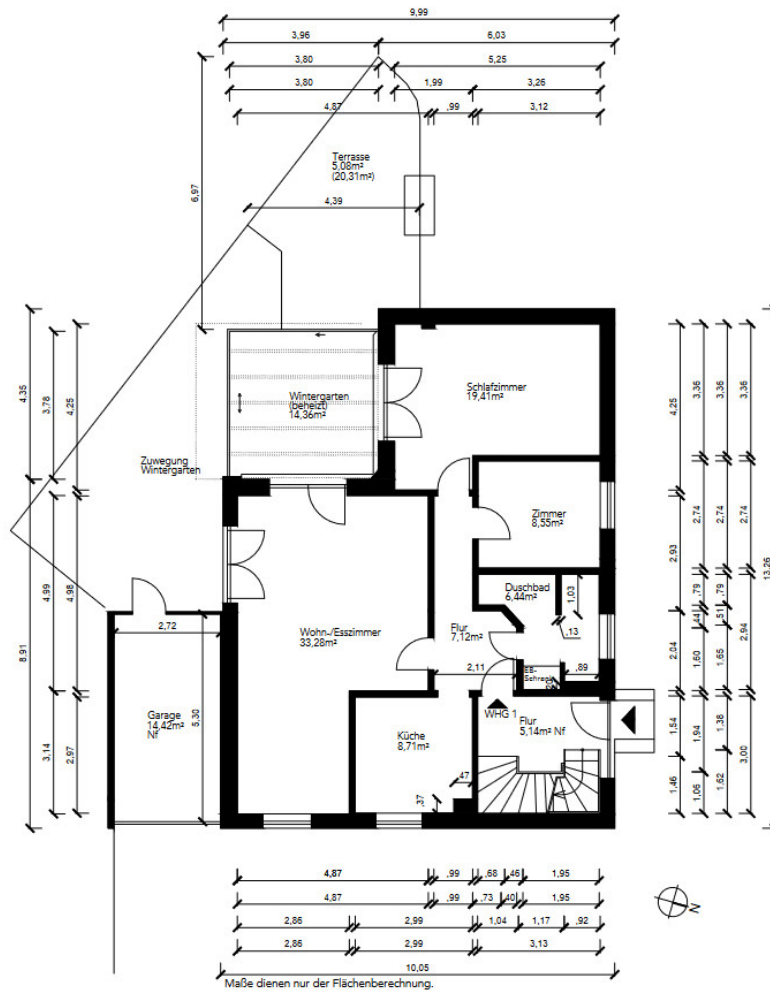 9,99
3,96 6,03
3,80 5,25
3,80 1,99 3,26
4,87 ,99 3,12
6,97
Terrasse
5,08m²
(20,31m²)
4,39
4,35
3,78
4,25
Schlafzimmer
19,41m²
Wintergarten
(beheizt)
14,36m²
4,25
3,36
3,36
3,36
Zuwegung
Wintergarten
Zimmer
8,55m²
2,93
2,74
2,74
2,74
13,26
8,91
4,99
4,98
Duschbad
6,44m²
1,03
,79
,79
,44
,51
2,94
2,72
Wohn-/Esszimmer
33,28m²
Flur
7,12m²
,13
2,04
1,60
1,65
2,11
EB-
Schrank
,89
Garage
14,42m²
Nf
5,30
WHG 1
Flur
5,14m² Nf
Küche
8,71m²
3,14
2,97
1,54
1,94
1,38
3,00
,47
,37
1,46
1,06
1,62
4,87 ,99 ,68 ,46 1,95
4,87 ,99 ,73 ,40 1,95
2,86 2,99 1,04 1,17 ,92
2,86 2,99 3,13
N
10,05
Maße dienen nur der Flächenberechnung.